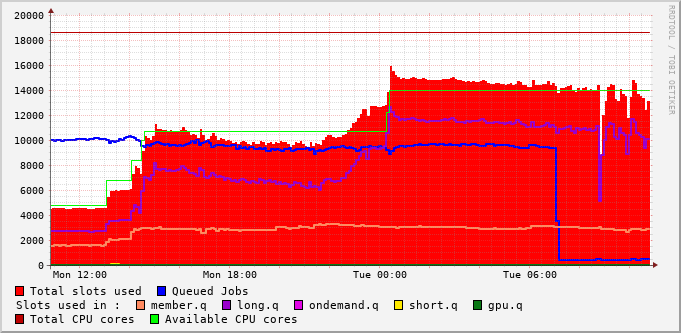 20000
18000
16000
14000
12000
10000
8000
6000
4000
2000
0
Mon 12:00 Mon 18:00 Tue 00:00 Tue 06:00
RRDTOOL / TOBI OETIKER
Total slots used Queued Jobs
Slots used in : member.q long.q ondemand.q short.q gpu.q
Total CPU cores Available CPU cores